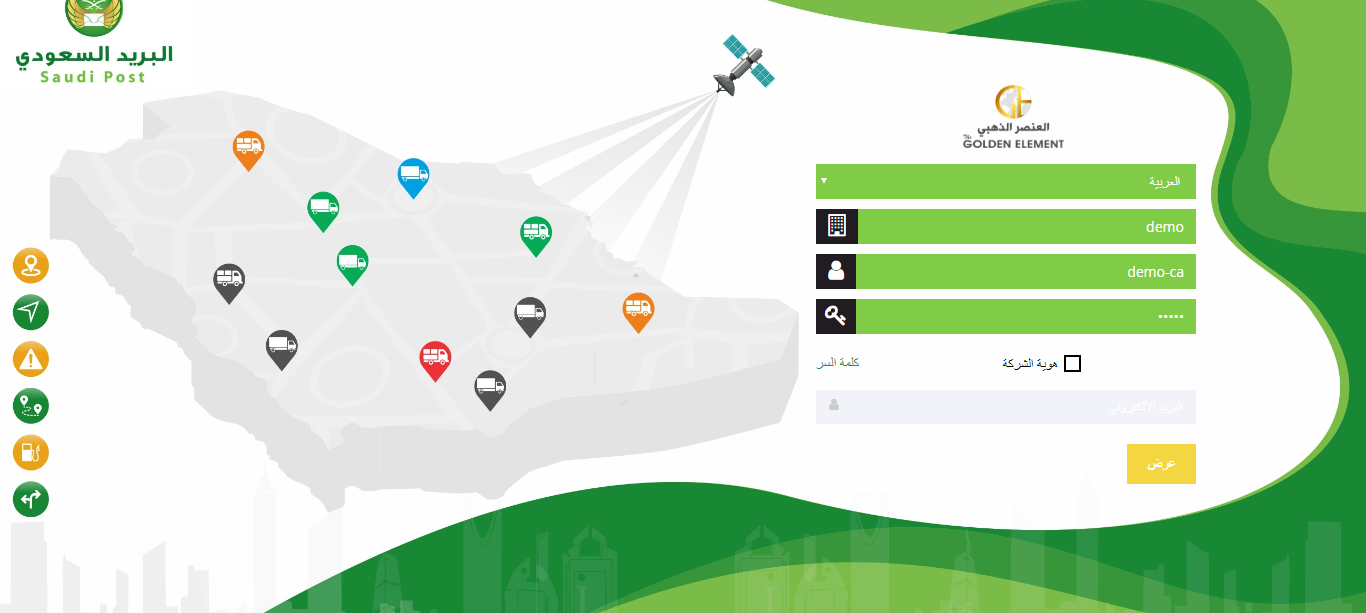 البريد السعودي
Saudi Post
العنصر الذهبي
The
GOLDEN ELEMENT
العربية
demo
demo-ca
•••••
هوية الشركة
كلمة السر
البريد الألكتروني
عرض